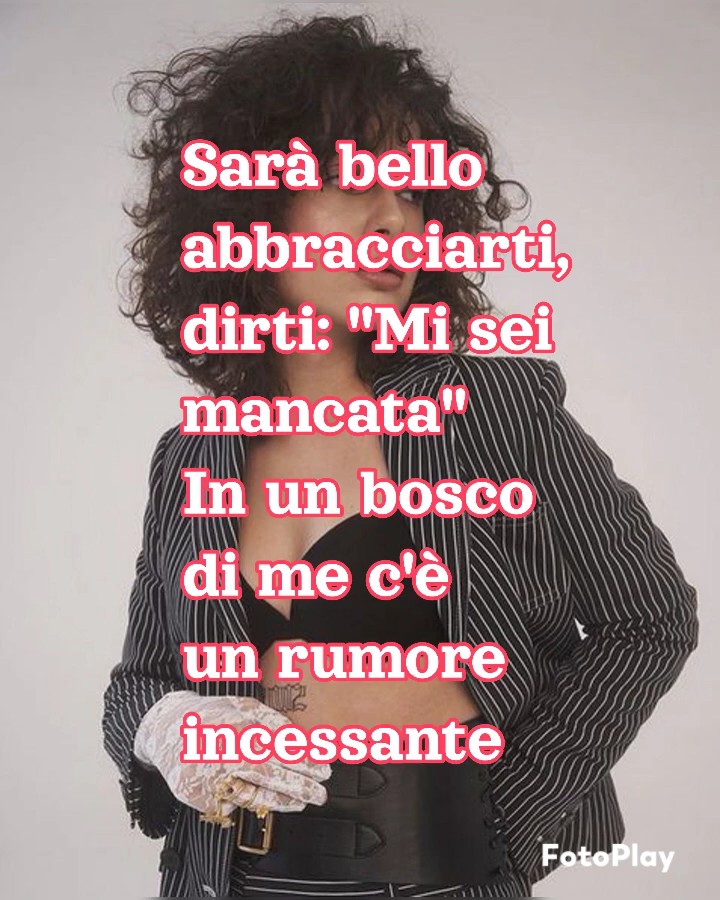 Sarà bello
abbracciarti,
dirti: "Mi sei
mancata"
In un bosco
di me c'è
un rumore
incessante
FotoPlay